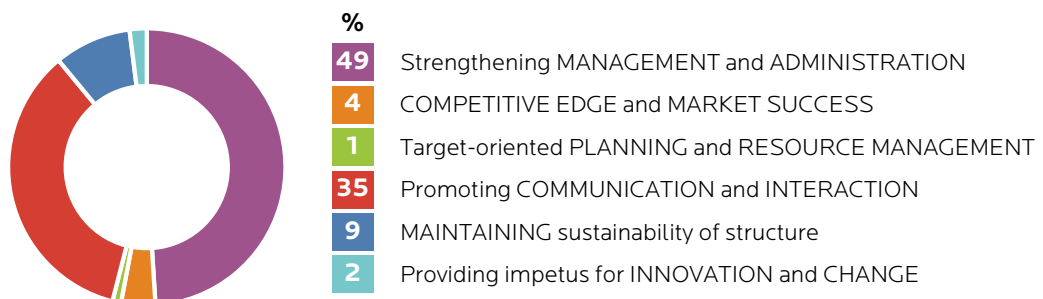 %
49 Strengthening MANAGEMENT and ADMINISTRATION
4 COMPETITIVE EDGE and MARKET SUCCESS
1 Target-oriented PLANNING and RESOURCE MANAGEMENT
35 Promoting COMMUNICATION and INTERACTION
9 MAINTAINING sustainability of structure
2 Providing impetus for INNOVATION and CHANGE